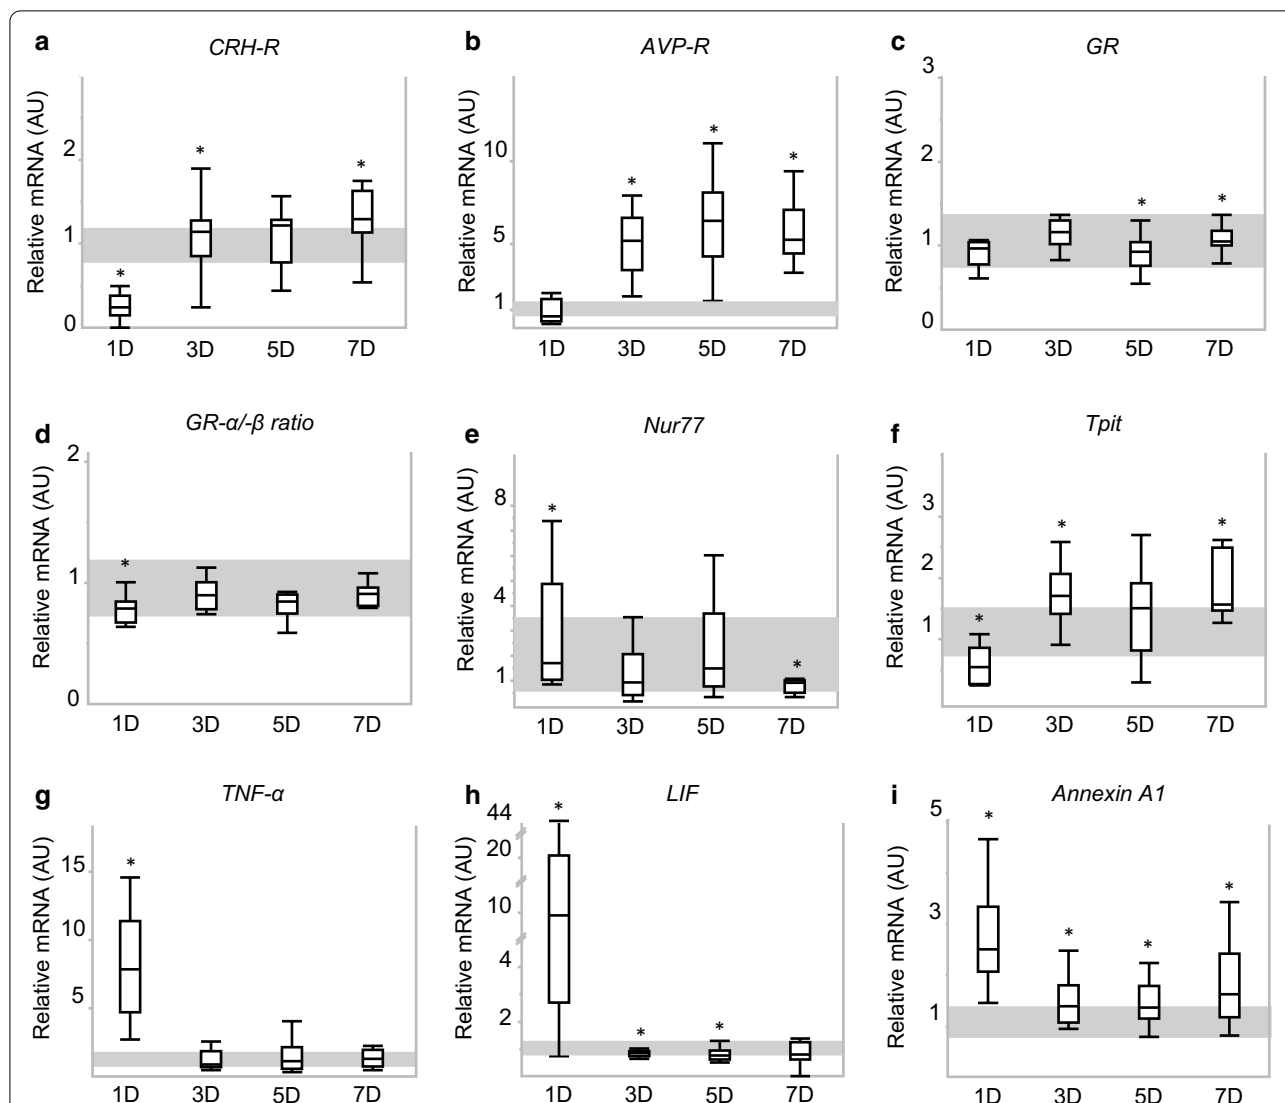 a CRH-R
Relative mRNA (AU)
2
1
0
* * *
1D 3D 5D 7D
b AVP-R
Relative mRNA (AU)
10
5
1
* * *
1D 3D 5D 7D
c GR
Relative mRNA (AU)
3
2
1
0
* *
1D 3D 5D 7D
d GR-α/-β ratio
Relative mRNA (AU)
2
1
0
*
1D 3D 5D 7D
e Nur77
Relative mRNA (AU)
8
4
1
* *
1D 3D 5D 7D
f Tpit
Relative mRNA (AU)
3
2
1
* * *
1D 3D 5D 7D
g TNF-α
Relative mRNA (AU)
15
10
5
*
1D 3D 5D 7D
h LIF
Relative mRNA (AU)
44
20
10
4
2
* * *
1D 3D 5D 7D
i Annexin A1
Relative mRNA (AU)
5
3
1
* * * *
1D 3D 5D 7D